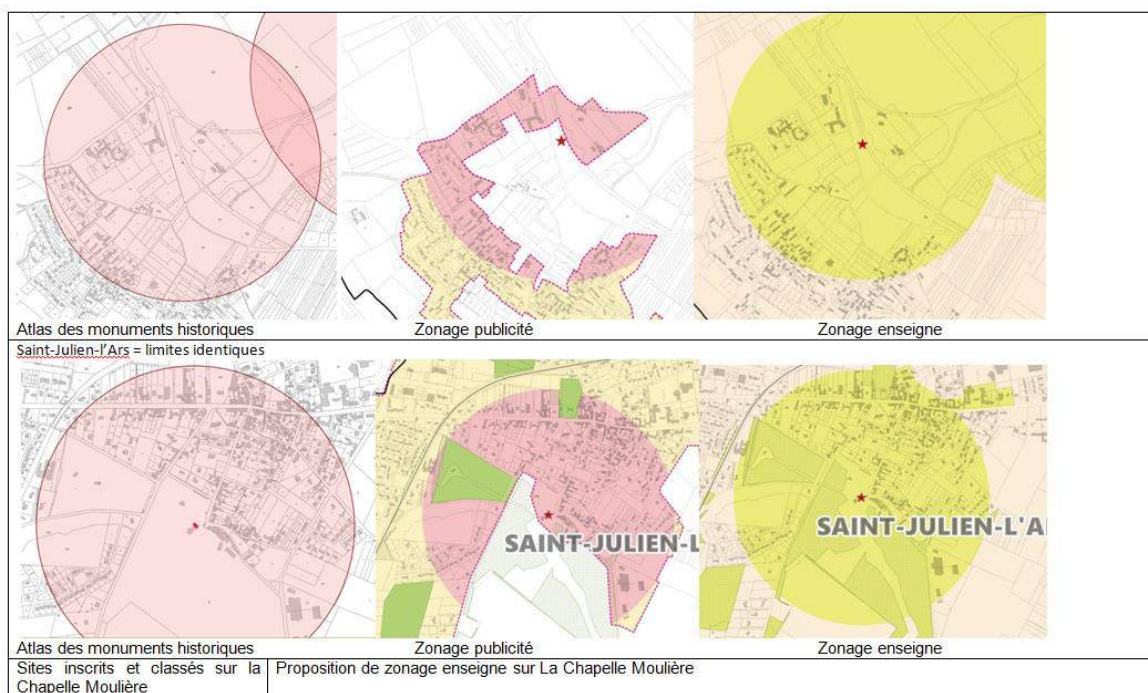 Atlas des monuments historiques Zonage publicité Zonage enseigne
Saint-Julien-l'Ars = limites identiques
SAINT-JULIEN-L SAINT-JULIEN-L'A
Atlas des monuments historiques Zonage publicité Zonage enseigne
Sites inscrits et classés sur la
Chapelle Moulière
Proposition de zonage enseigne sur La Chapelle Moulière